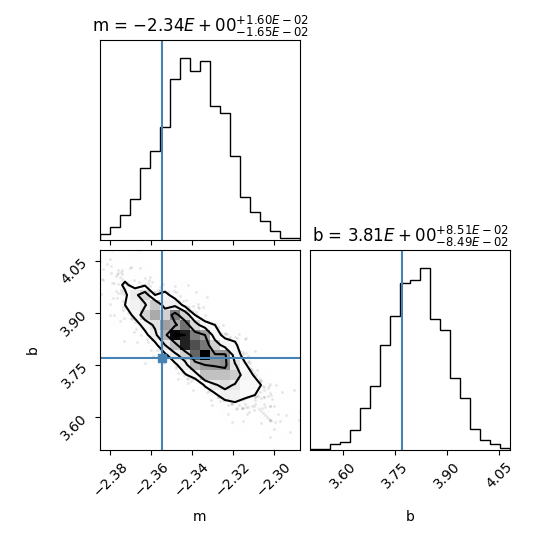 m = −2.34E + 00 +1.60E − 02 −1.65E − 02
b = 3.81E + 00 +8.51E − 02 −8.49E − 02
4.05
3.90
3.75
3.60
b
−2.38
−2.36
−2.34
−2.32
−2.30
m
3.60
3.75
3.90
4.05
b